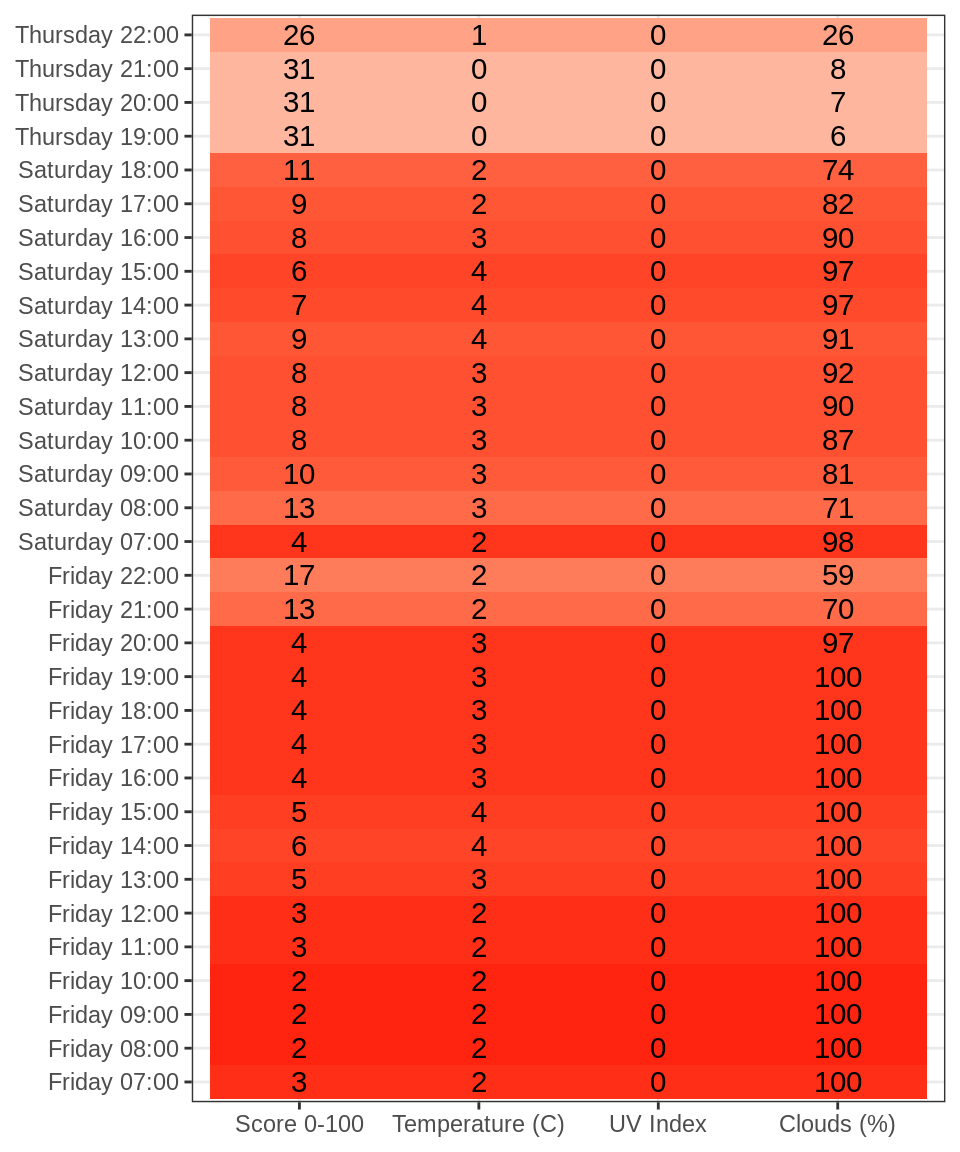 Thursday 22:00 26 1 0 26
Thursday 21:00 31 0 0 8
Thursday 20:00 31 0 0 7
Thursday 19:00 31 0 0 6
Saturday 18:00 11 2 0 74
Saturday 17:00 9 2 0 82
Saturday 16:00 8 3 0 90
Saturday 15:00 6 4 0 97
Saturday 14:00 7 4 0 97
Saturday 13:00 9 4 0 91
Saturday 12:00 8 3 0 92
Saturday 11:00 8 3 0 90
Saturday 10:00 8 3 0 87
Saturday 09:00 10 3 0 81
Saturday 08:00 13 3 0 71
Saturday 07:00 4 2 0 98
Friday 22:00 17 2 0 59
Friday 21:00 13 2 0 70
Friday 20:00 4 3 0 97
Friday 19:00 4 3 0 100
Friday 18:00 4 3 0 100
Friday 17:00 4 3 0 100
Friday 16:00 4 3 0 100
Friday 15:00 5 4 0 100
Friday 14:00 6 4 0 100
Friday 13:00 5 3 0 100
Friday 12:00 3 2 0 100
Friday 11:00 3 2 0 100
Friday 10:00 2 2 0 100
Friday 09:00 2 2 0 100
Friday 08:00 2 2 0 100
Friday 07:00 3 2 0 100
Score 0-100 Temperature (C) UV Index Clouds (%)